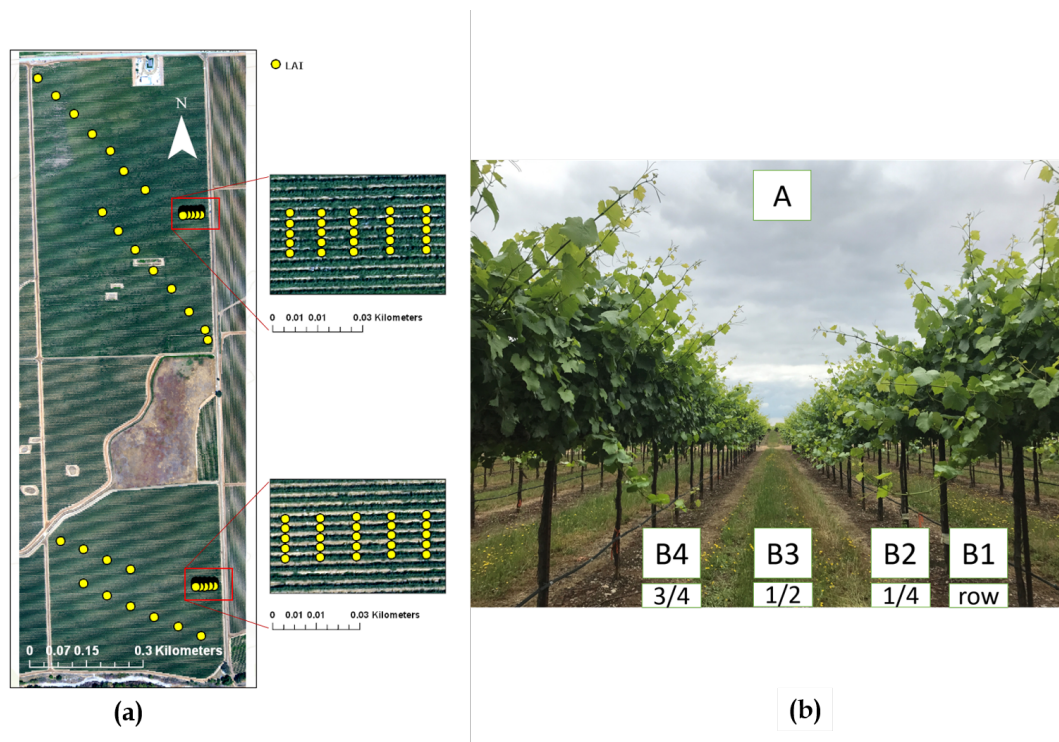 LAI
N
0 0.01 0.01 0.03 Kilometers
0 0.01 0.01 0.03 Kilometers
0 0.07 0.15 0.3 Kilometers
(a)
A
B4 B3 B2 B1
3/4 1/2 1/4 row
(b)